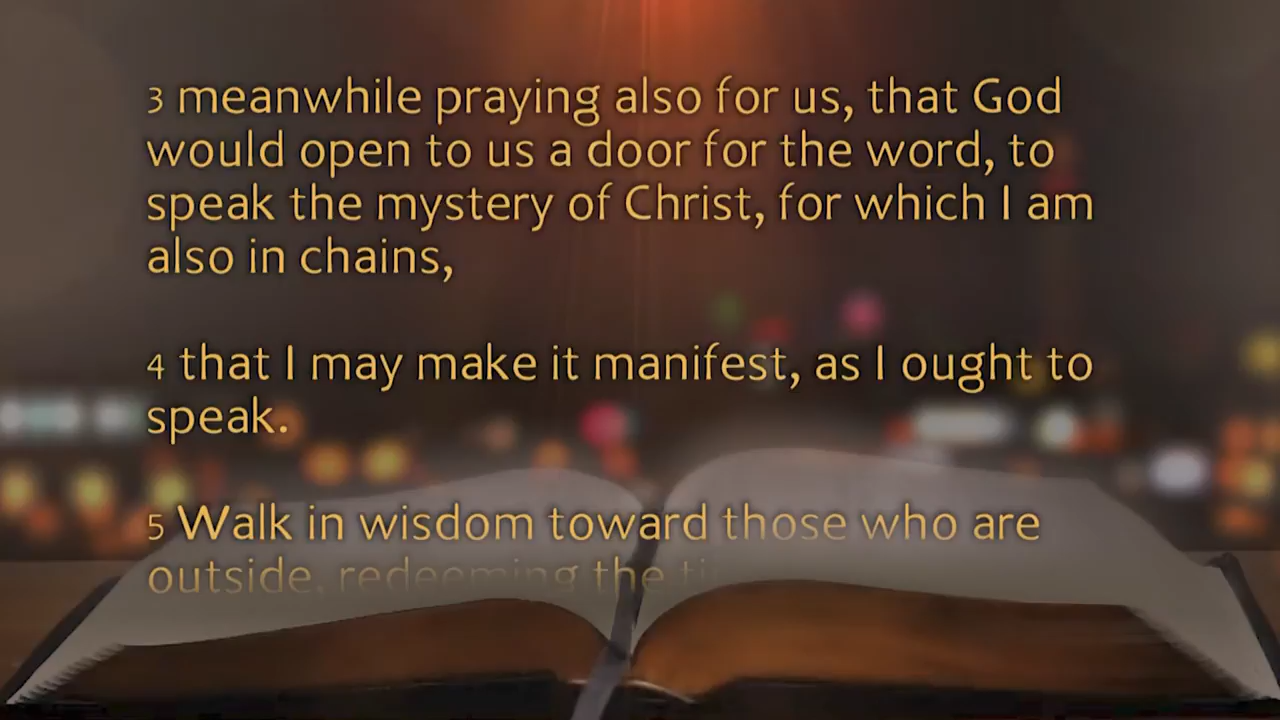 3 meanwhile praying also for us, that God
would open to us a door for the word, to
speak the mystery of Christ, for which I am
also in chains,
4 that I may make it manifest, as I ought to
speak.
5 Walk in wisdom toward those who are
outside, redeeming the